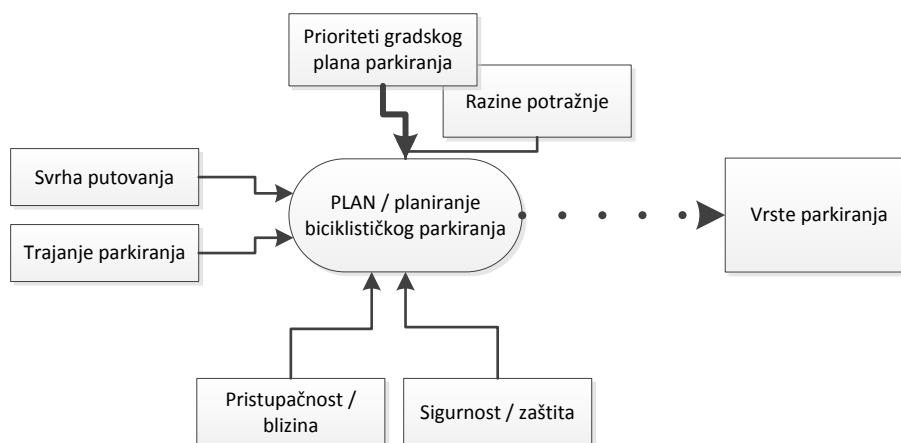 Prioriteti gradskog
plana parkiranja
Razine potražnje
Svrha putovanja
Trajanje parkiranja
PLAN / planiranje
biciklističkog parkiranja
Vrste parkiranja
Pristupačnost /
blizina
Sigurnost / zaštita